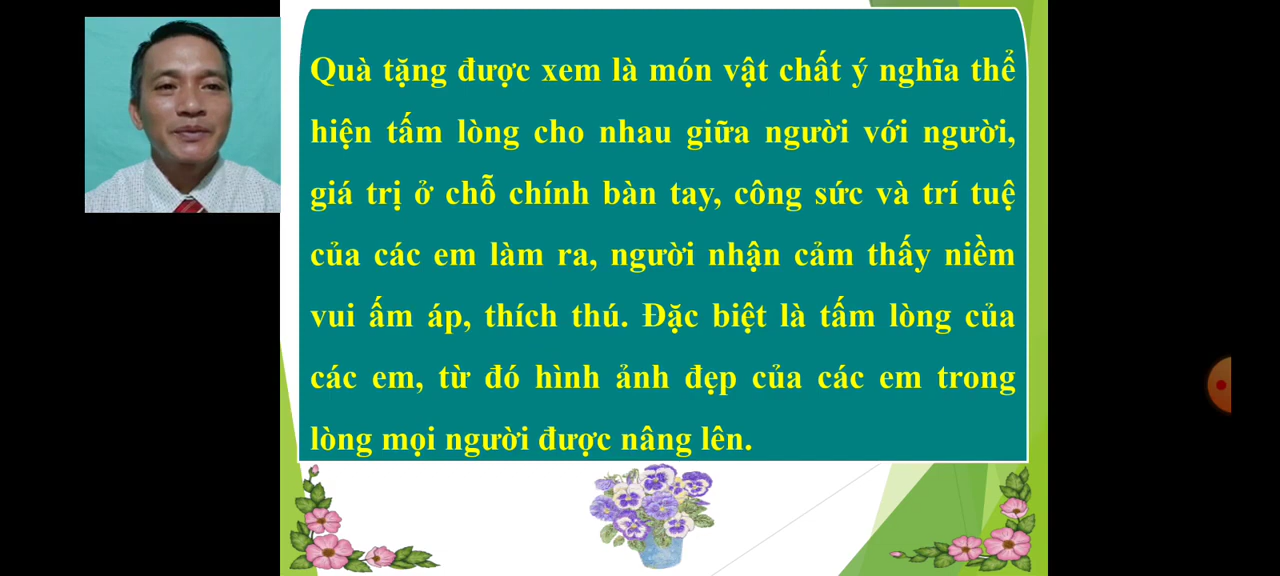 Quà tặng được xem là món vật chất ý nghĩa thể
hiện tấm lòng cho nhau giữa người với người,
giá trị ở chỗ chính bàn tay, công sức và trí tuệ
của các em làm ra, người nhận cảm thấy niềm
vui ấm áp, thích thú. Đặc biệt là tấm lòng của
các em, từ đó hình ảnh đẹp của các em trong
lòng mọi người được nâng lên.